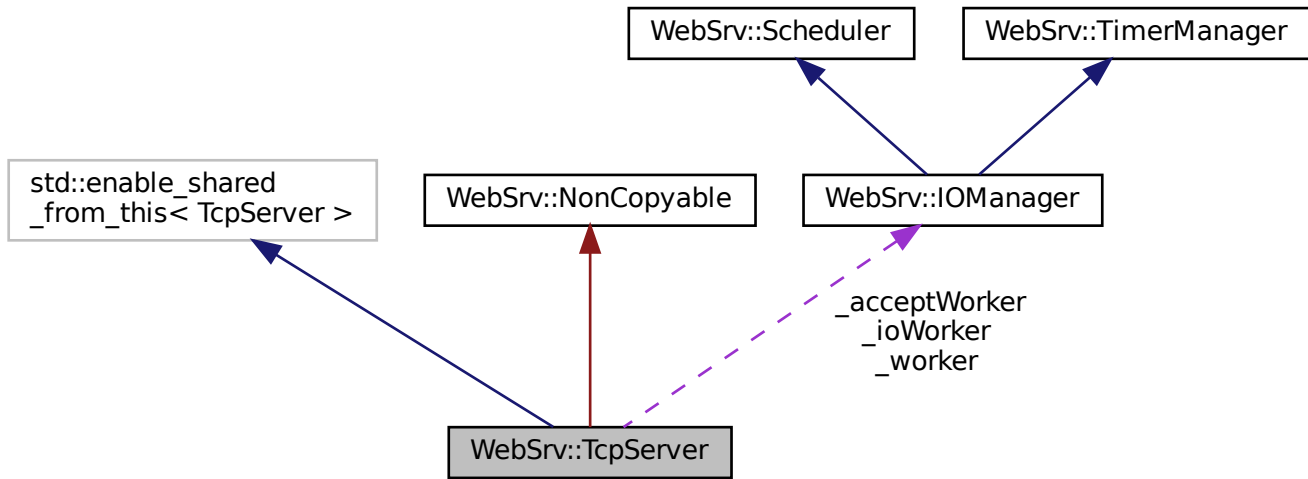 WebSrv::Scheduler
WebSrv::TimerManager
std::enable_shared
_from_this< TcpServer >
WebSrv::NonCopyable
WebSrv::IOManager
_acceptWorker
_ioWorker
_worker
WebSrv::TcpServer